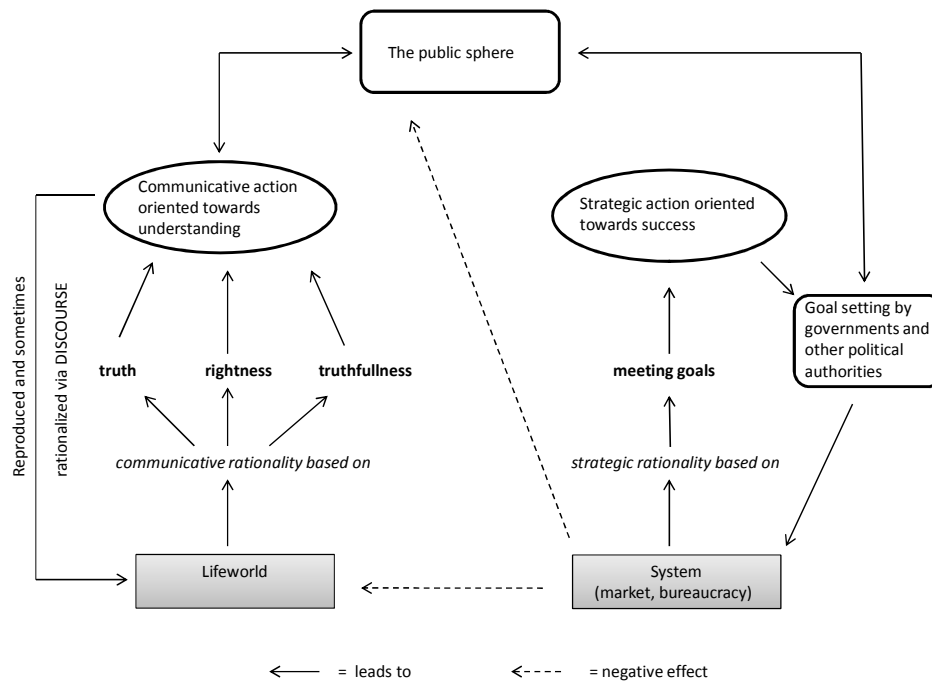 The public sphere
Communicative action
oriented towards
understanding
Strategic action oriented
towards success
Reproduced and sometimes
rationalized via DISCOURSE
Goal setting by
governments and
other political
authorities
truth
rightness
truthfullness
meeting goals
communicative rationality based on
strategic rationality based on
Lifeworld
System
(market, bureaucracy)
= leads to
= negative effect